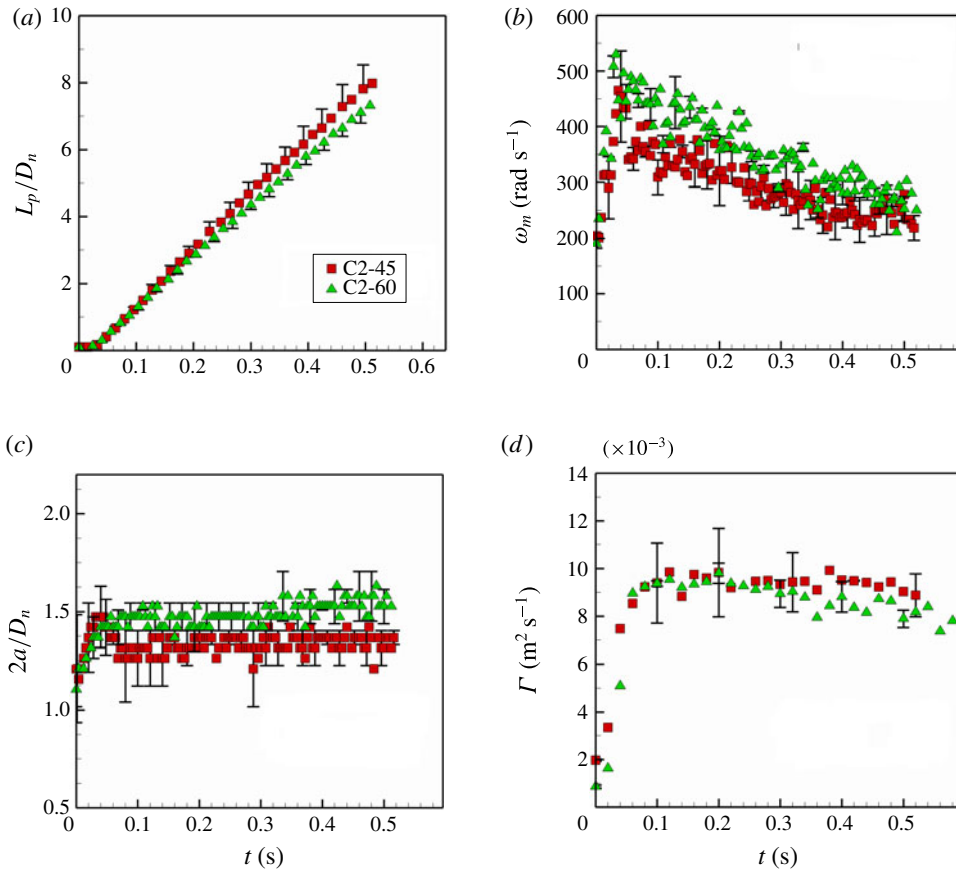 (a)
10
8
6
4
2
0
0.1 0.2 0.3 0.4 0.5 0.6
L_p/D_n
C2-45
C2-60
(b)
600
500
400
300
200
100
0
0 0.1 0.2 0.3 0.4 0.5
ω_m (rad s⁻¹)
(c)
2.0
1.5
1.0
0.5
0 0.1 0.2 0.3 0.4 0.5
2a/D_n
t (s)
(d)
(×10⁻³)
14
12
10
8
6
4
2
0 0.1 0.2 0.3 0.4 0.5
Γ (m² s⁻¹)
t (s)